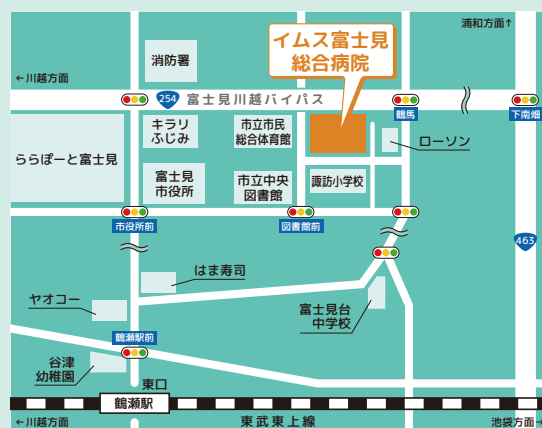 浦和方面↑
イムス富士見
総合病院
消防署
←川越方面
254
富士見川越バイパス
鶴馬
下南畑
キラリ
ふじみ
市立市民
総合体育館
ローソン
ららぽーと富士見
富士見
市役所
市立中央
図書館
諏訪小学校
市役所前
図書館前
463
はま寿司
ヤオコー
富士見台
中学校
鶴瀬駅前
谷津
幼稚園
東口
鶴瀬駅
←川越方面
東武東上線
池袋方面→